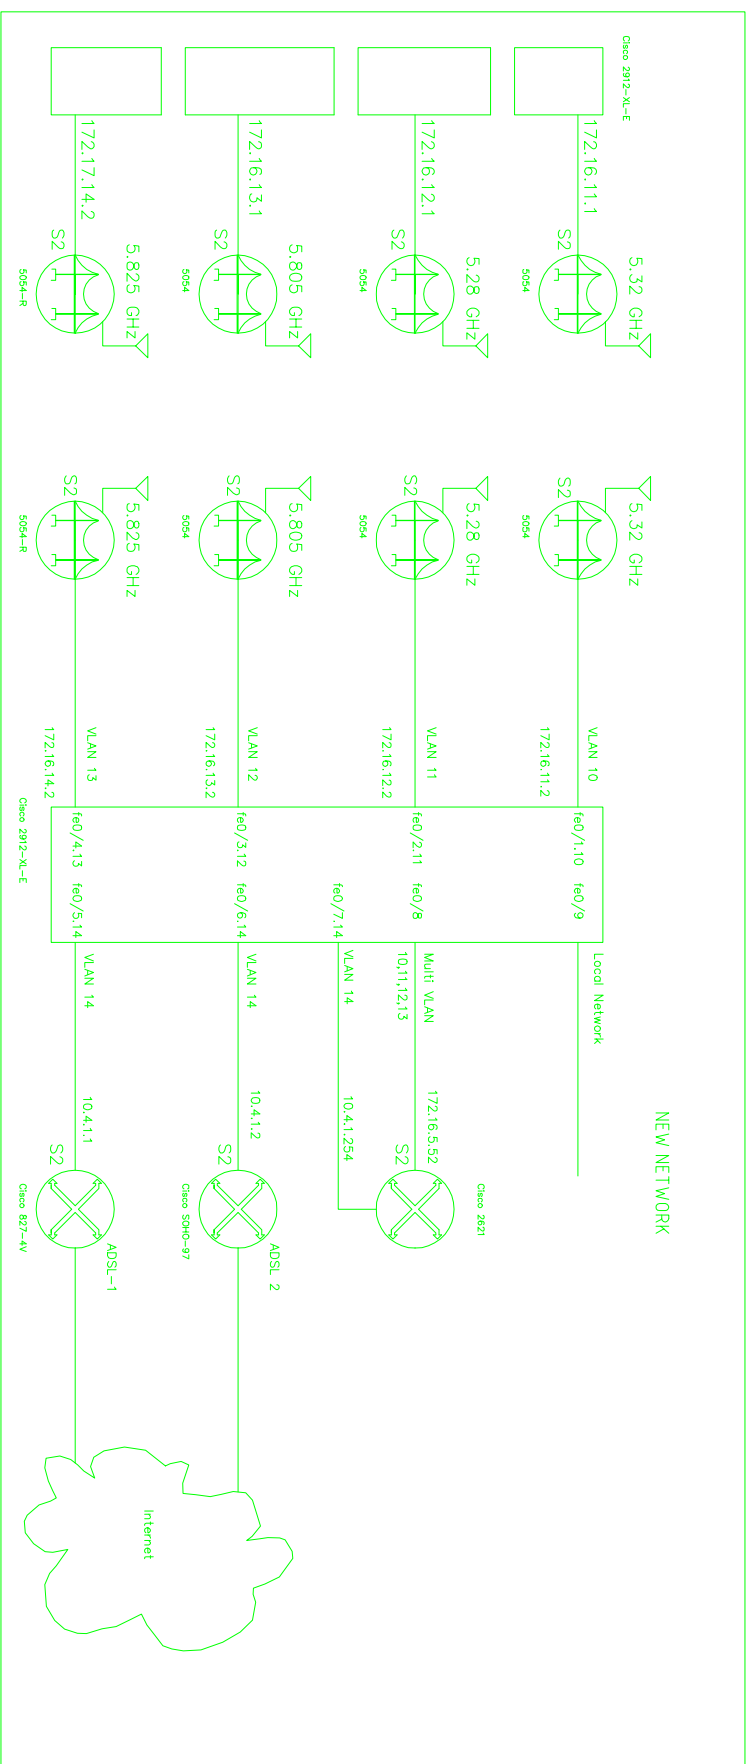 NEW NETWORK
Cisco 2912-XL-E
172.16.11.1
5.32 GHz
S2
5054
5.32 GHz
S2
5054
VLAN 10
172.16.11.2
fe0/1.10
fe0/9
Local Network
172.16.12.1
5.28 GHz
S2
5054
5.28 GHz
S2
5054
VLAN 11
172.16.12.2
fe0/2.11
fe0/8
Multi VLAN
10,11,12,13
172.16.5.52
S2
Cisco 2621
fe0/7.14
VLAN 14
10.4.1.254
172.16.13.1
5.805 GHz
S2
5054
5.805 GHz
S2
5054
VLAN 12
172.16.13.2
fe0/3.12
fe0/6.14
VLAN 14
10.4.1.2
S2
ADSL 2
Cisco SOHO-97
172.17.14.2
5.825 GHz
S2
5054-R
5.825 GHz
S2
5054-R
VLAN 13
172.16.14.2
fe0/4.13
fe0/5.14
Cisco 2912-XL-E
VLAN 14
10.4.1.1
S2
ADSL-1
Cisco 827-4V
Internet